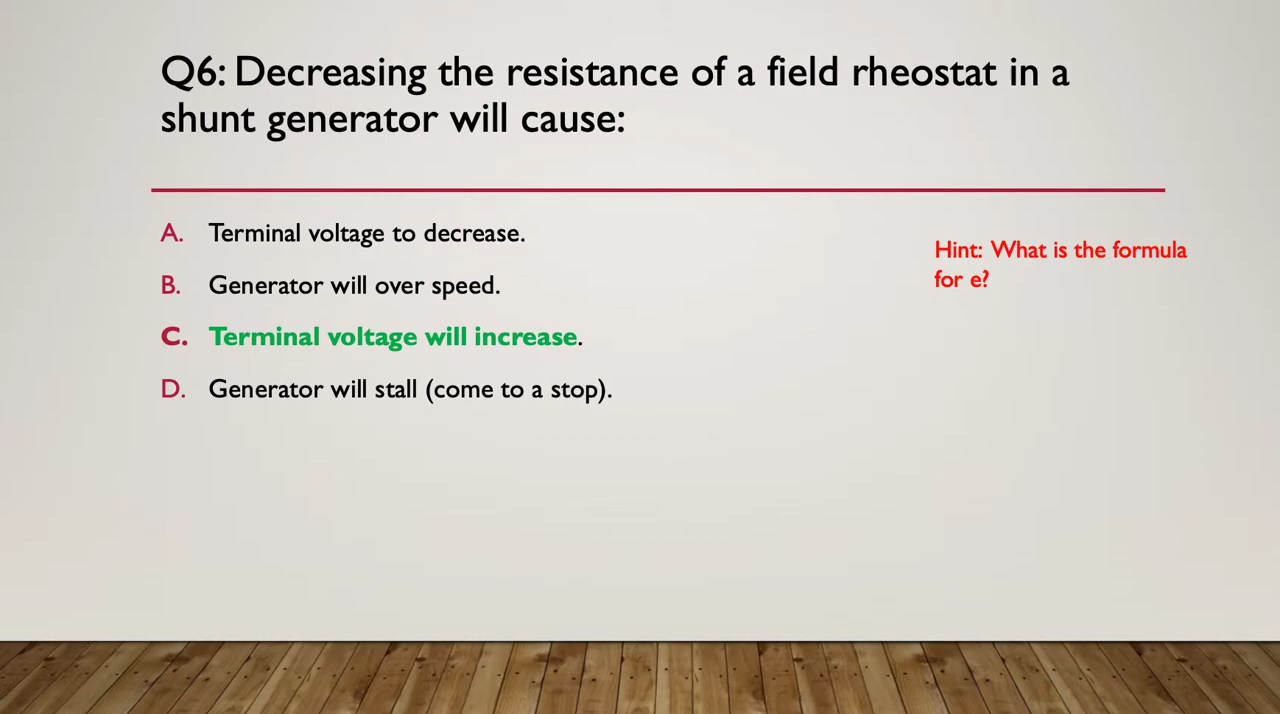 Q6: Decreasing the resistance of a field rheostat in a
shunt generator will cause:
A. Terminal voltage to decrease.
B. Generator will over speed.
C. Terminal voltage will increase.
D. Generator will stall (come to a stop).
Hint: What is the formula
for e?